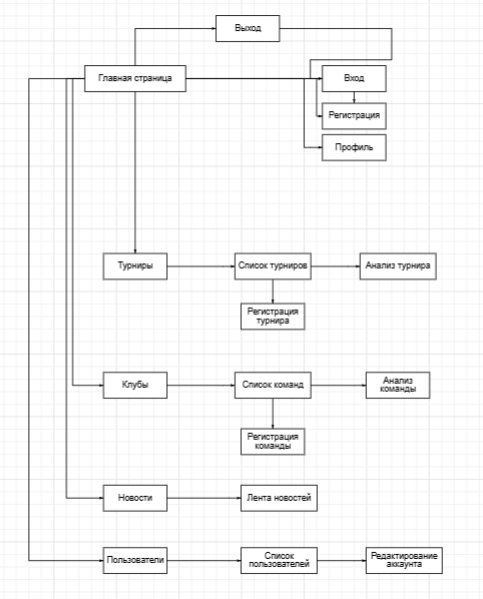 Выход
Главная страница
Вход
Регистрация
Профиль
Турниры
Список турниров
Анализ турнира
Регистрация
турнира
Клубы
Список команд
Анализ
команды
Регистрация
команды
Новости
Лента новостей
Пользователи
Список
пользователей
Редактирование
аккаунта